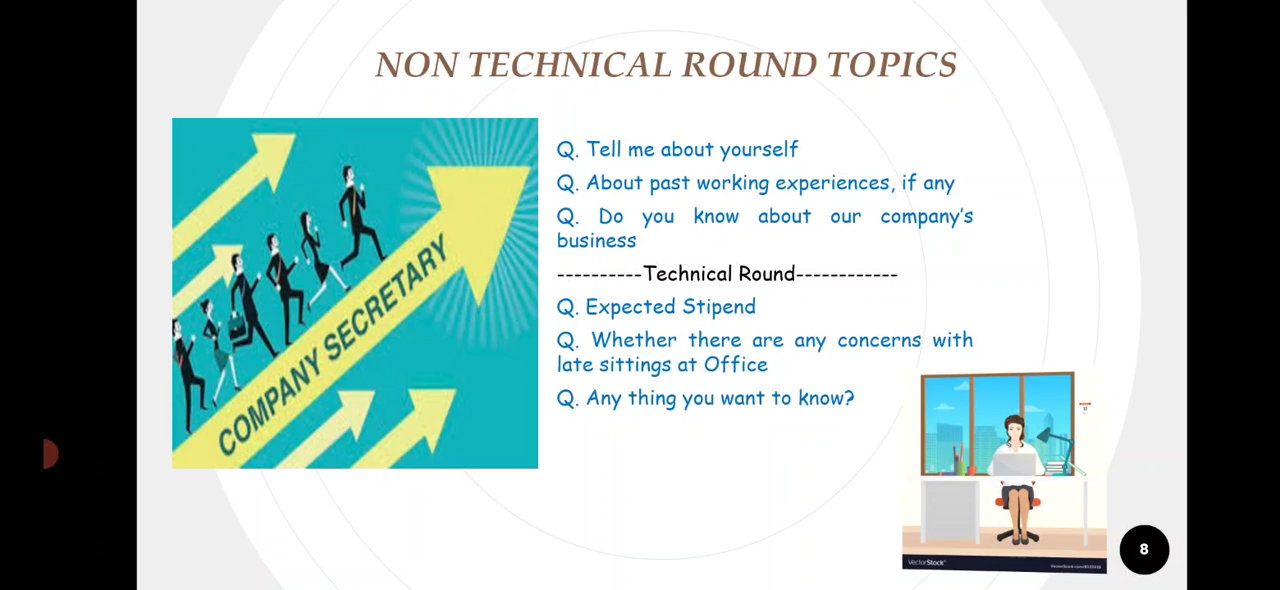 NON TECHNICAL ROUND TOPICS
COMPANY SECRETARY
Q. Tell me about yourself
Q. About past working experiences, if any
Q. Do you know about our company's
business
----------Technical Round------------
Q. Expected Stipend
Q. Whether there are any concerns with
late sittings at Office
Q. Any thing you want to know?
VectorStock
8